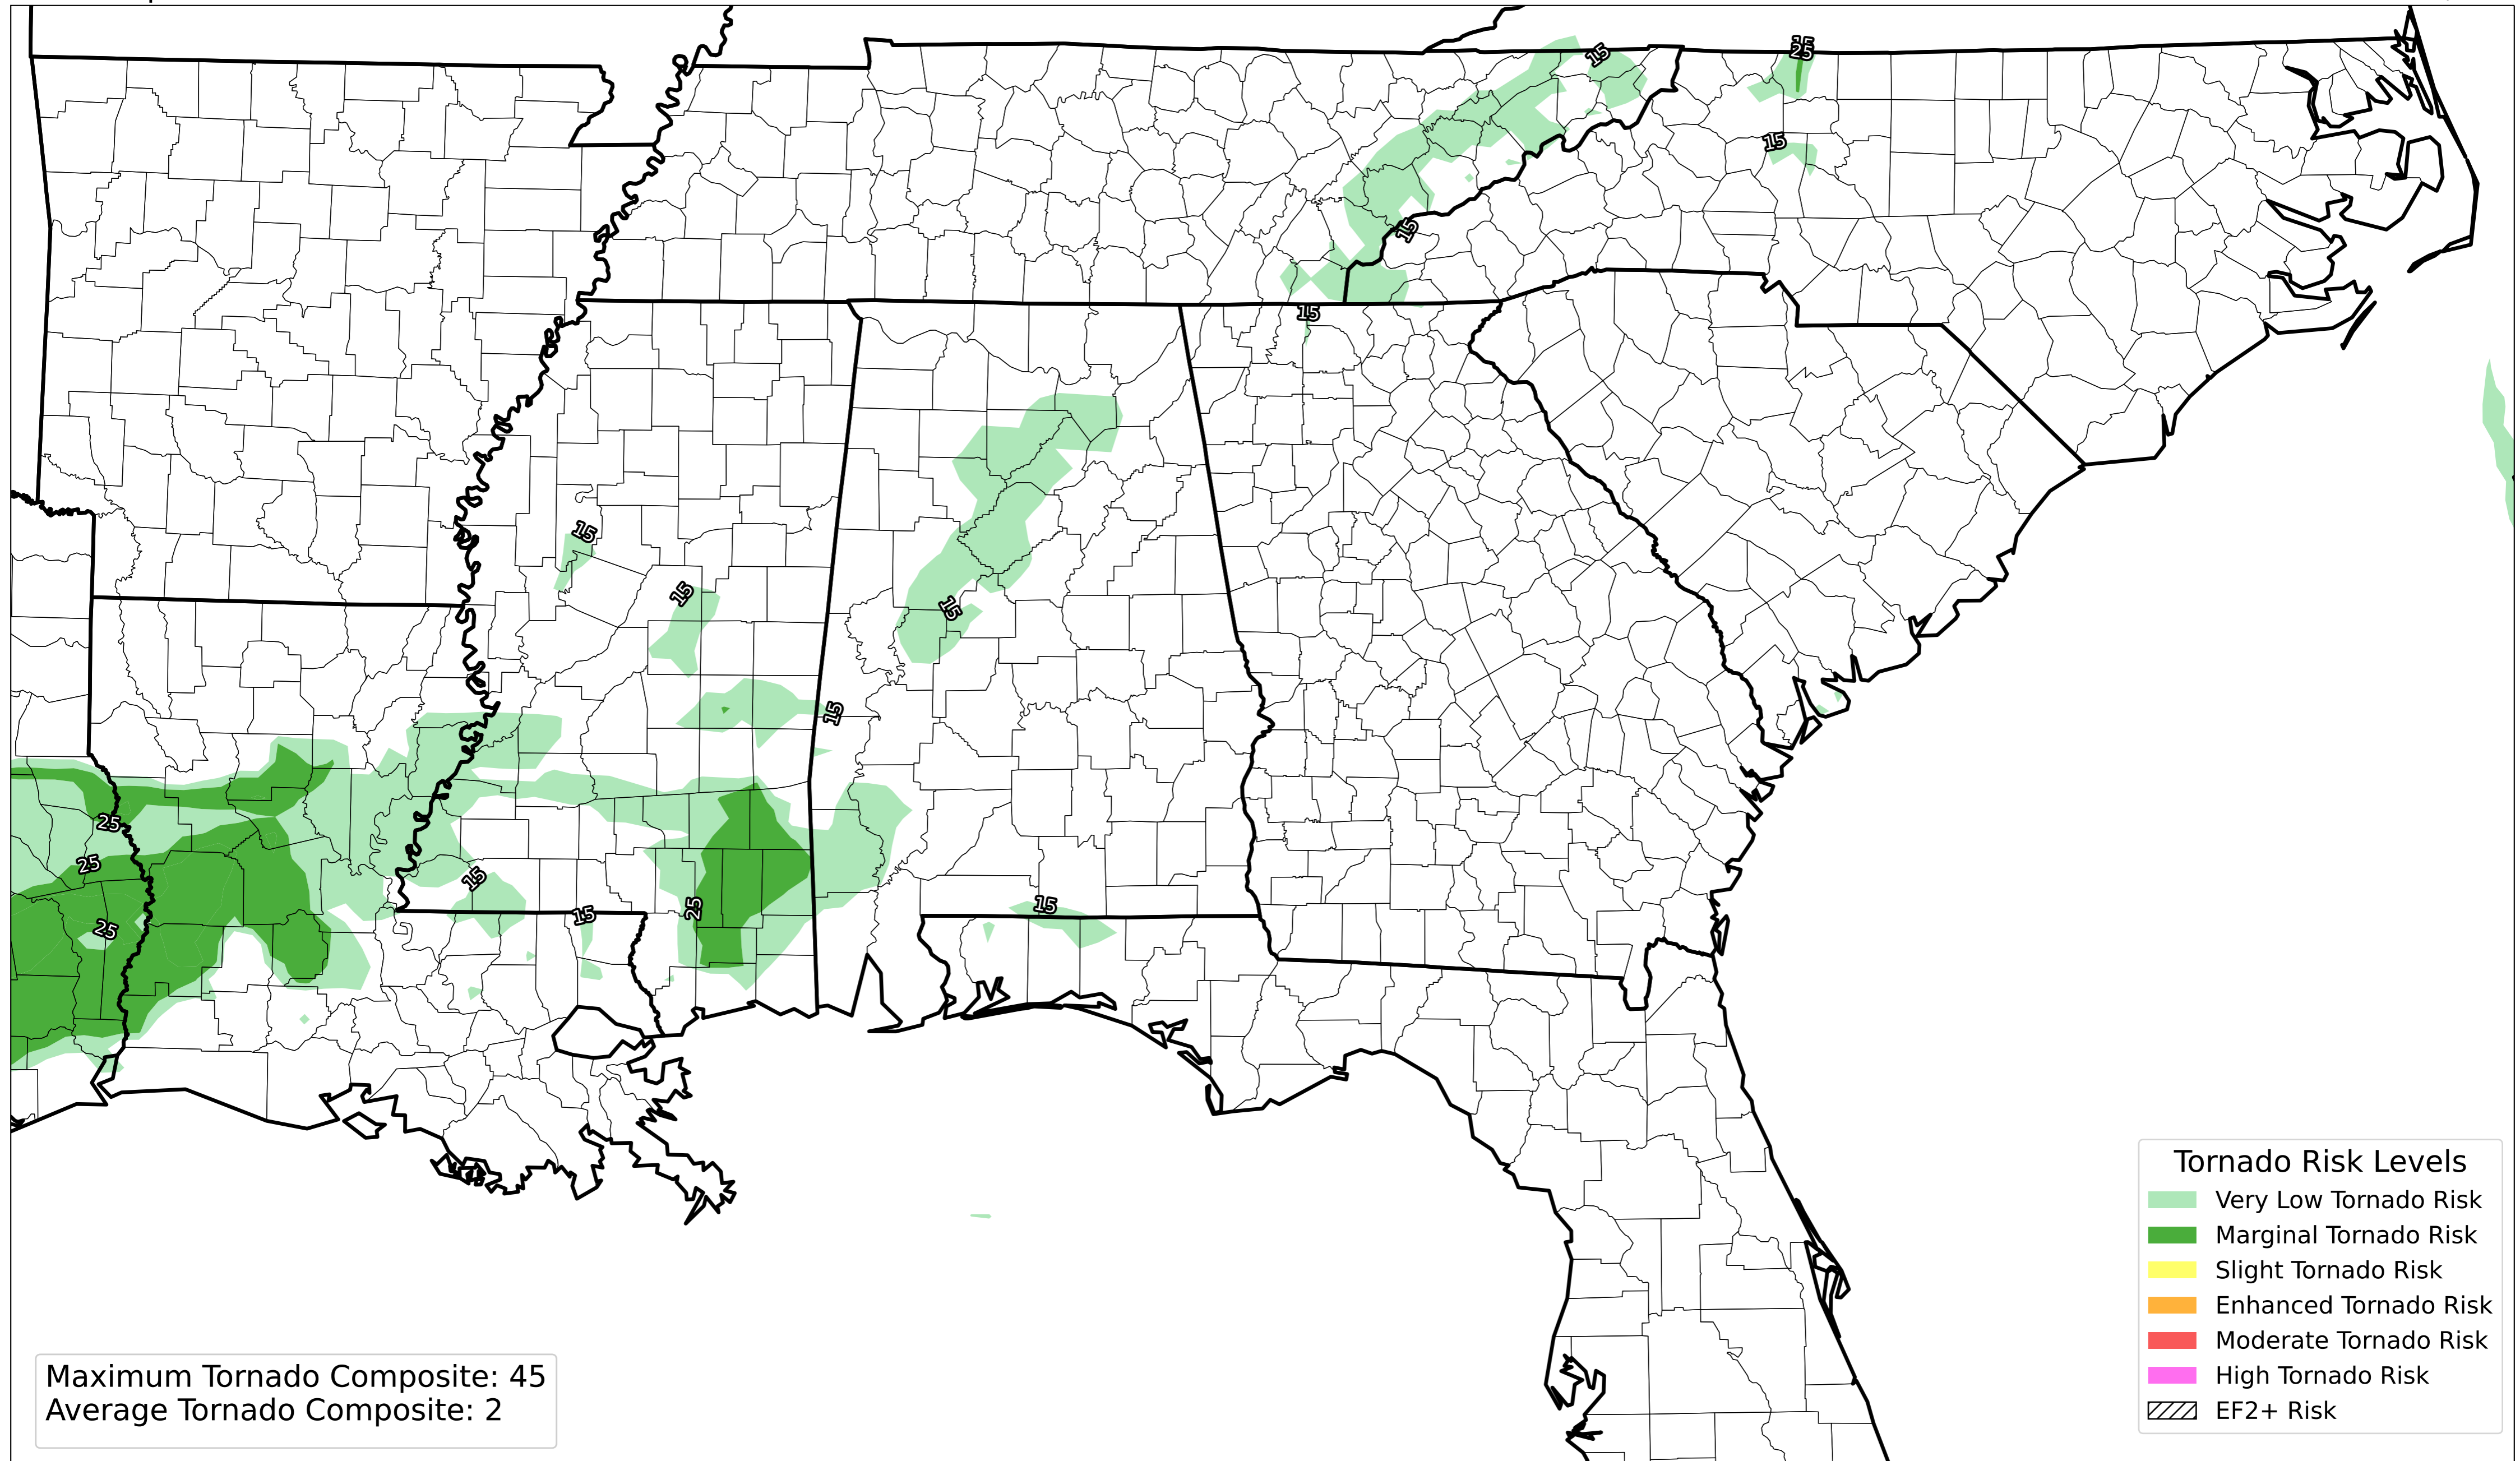 15
15
25
15
15
15
15
15
15
15
25
25
15
25
15
15
25
Tornado Risk Levels
Very Low Tornado Risk
Marginal Tornado Risk
Slight Tornado Risk
Enhanced Tornado Risk
Moderate Tornado Risk
High Tornado Risk
EF2+ Risk
Maximum Tornado Composite: 45
Average Tornado Composite: 2